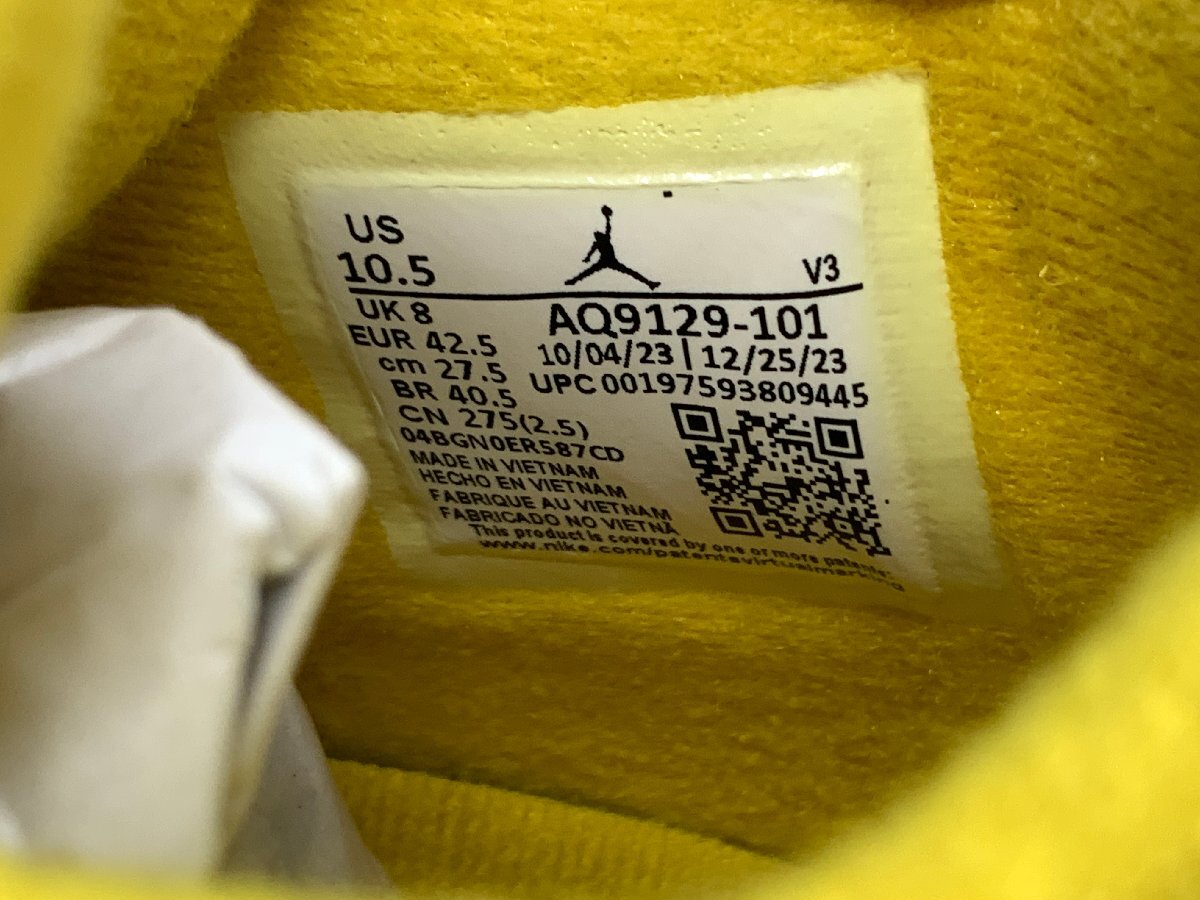 US
10.5
V3
UK 8
EUR 42.5
cm 27.5
BR 40.5
CN 275(2.5)
AQ9129-101
10/04/23 | 12/25/23
UPC 00197593809445
04BGN0ER587CD
MADE IN VIETNAM
HECHO EN VIETNAM
FABRIQUE AU VIETNAM
FABRICADO NO VIETNÃ
This product is covered by one or more patents:
www.nike.com/patentsvirtualmarking